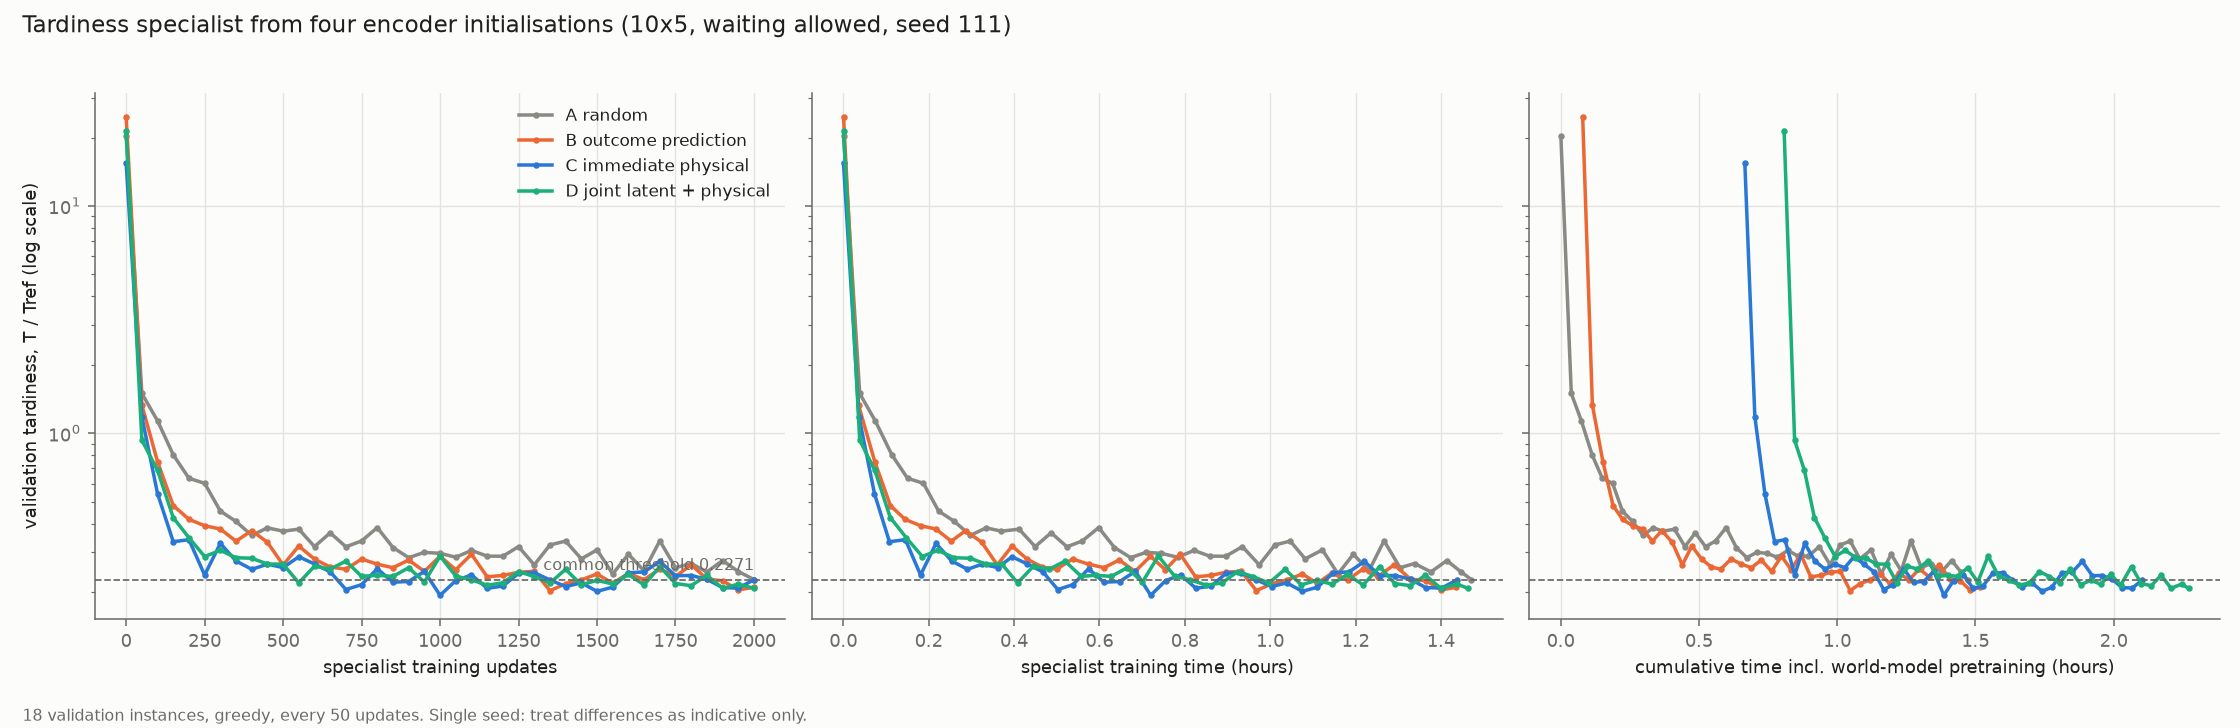 Tardiness specialist from four encoder initialisations (10x5, waiting allowed, seed 111)
validation tardiness, T / Tref (log scale)
10¹
10⁰
A random
B outcome prediction
C immediate physical
D joint latent + physical
common threshold 0.2271
0 250 500 750 1000 1250 1500 1750 2000
specialist training updates
0.0 0.2 0.4 0.6 0.8 1.0 1.2 1.4
specialist training time (hours)
0.0 0.5 1.0 1.5 2.0
cumulative time incl. world-model pretraining (hours)
18 validation instances, greedy, every 50 updates. Single seed: treat differences as indicative only.